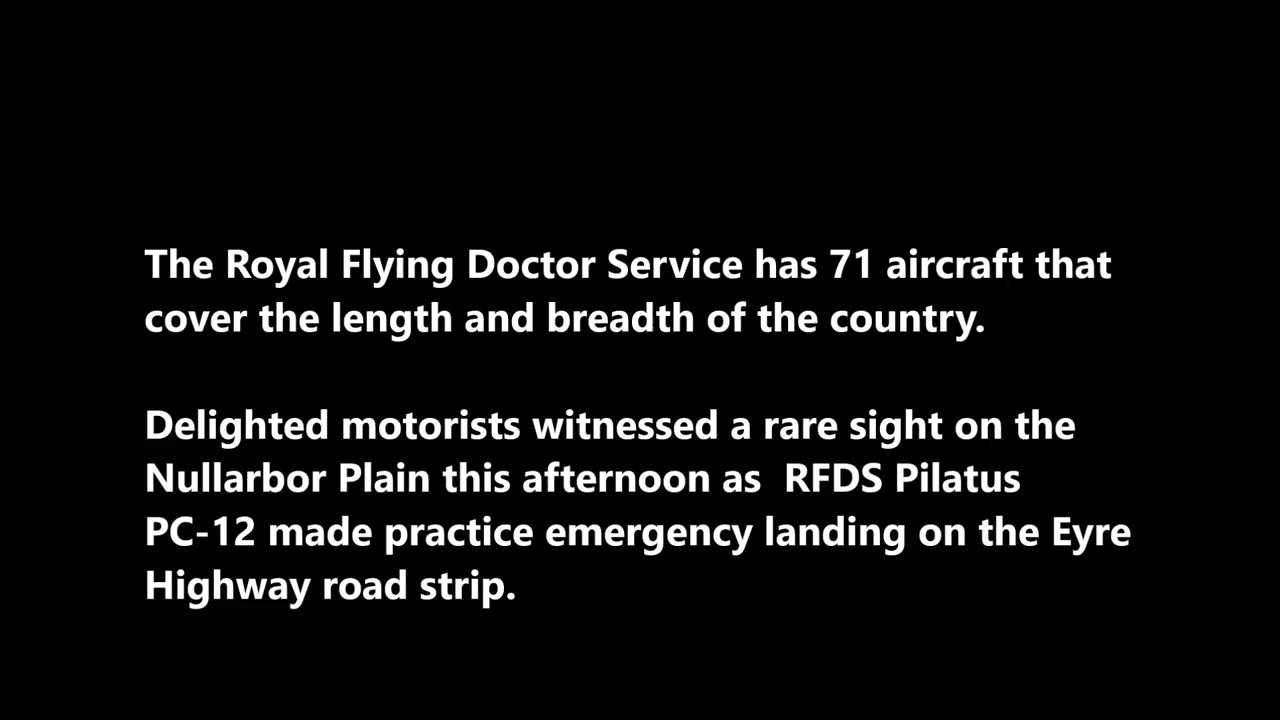 The Royal Flying Doctor Service has 71 aircraft that
cover the length and breadth of the country.
Delighted motorists witnessed a rare sight on the
Nullarbor Plain this afternoon as  RFDS Pilatus
PC-12 made practice emergency landing on the Eyre
Highway road strip.